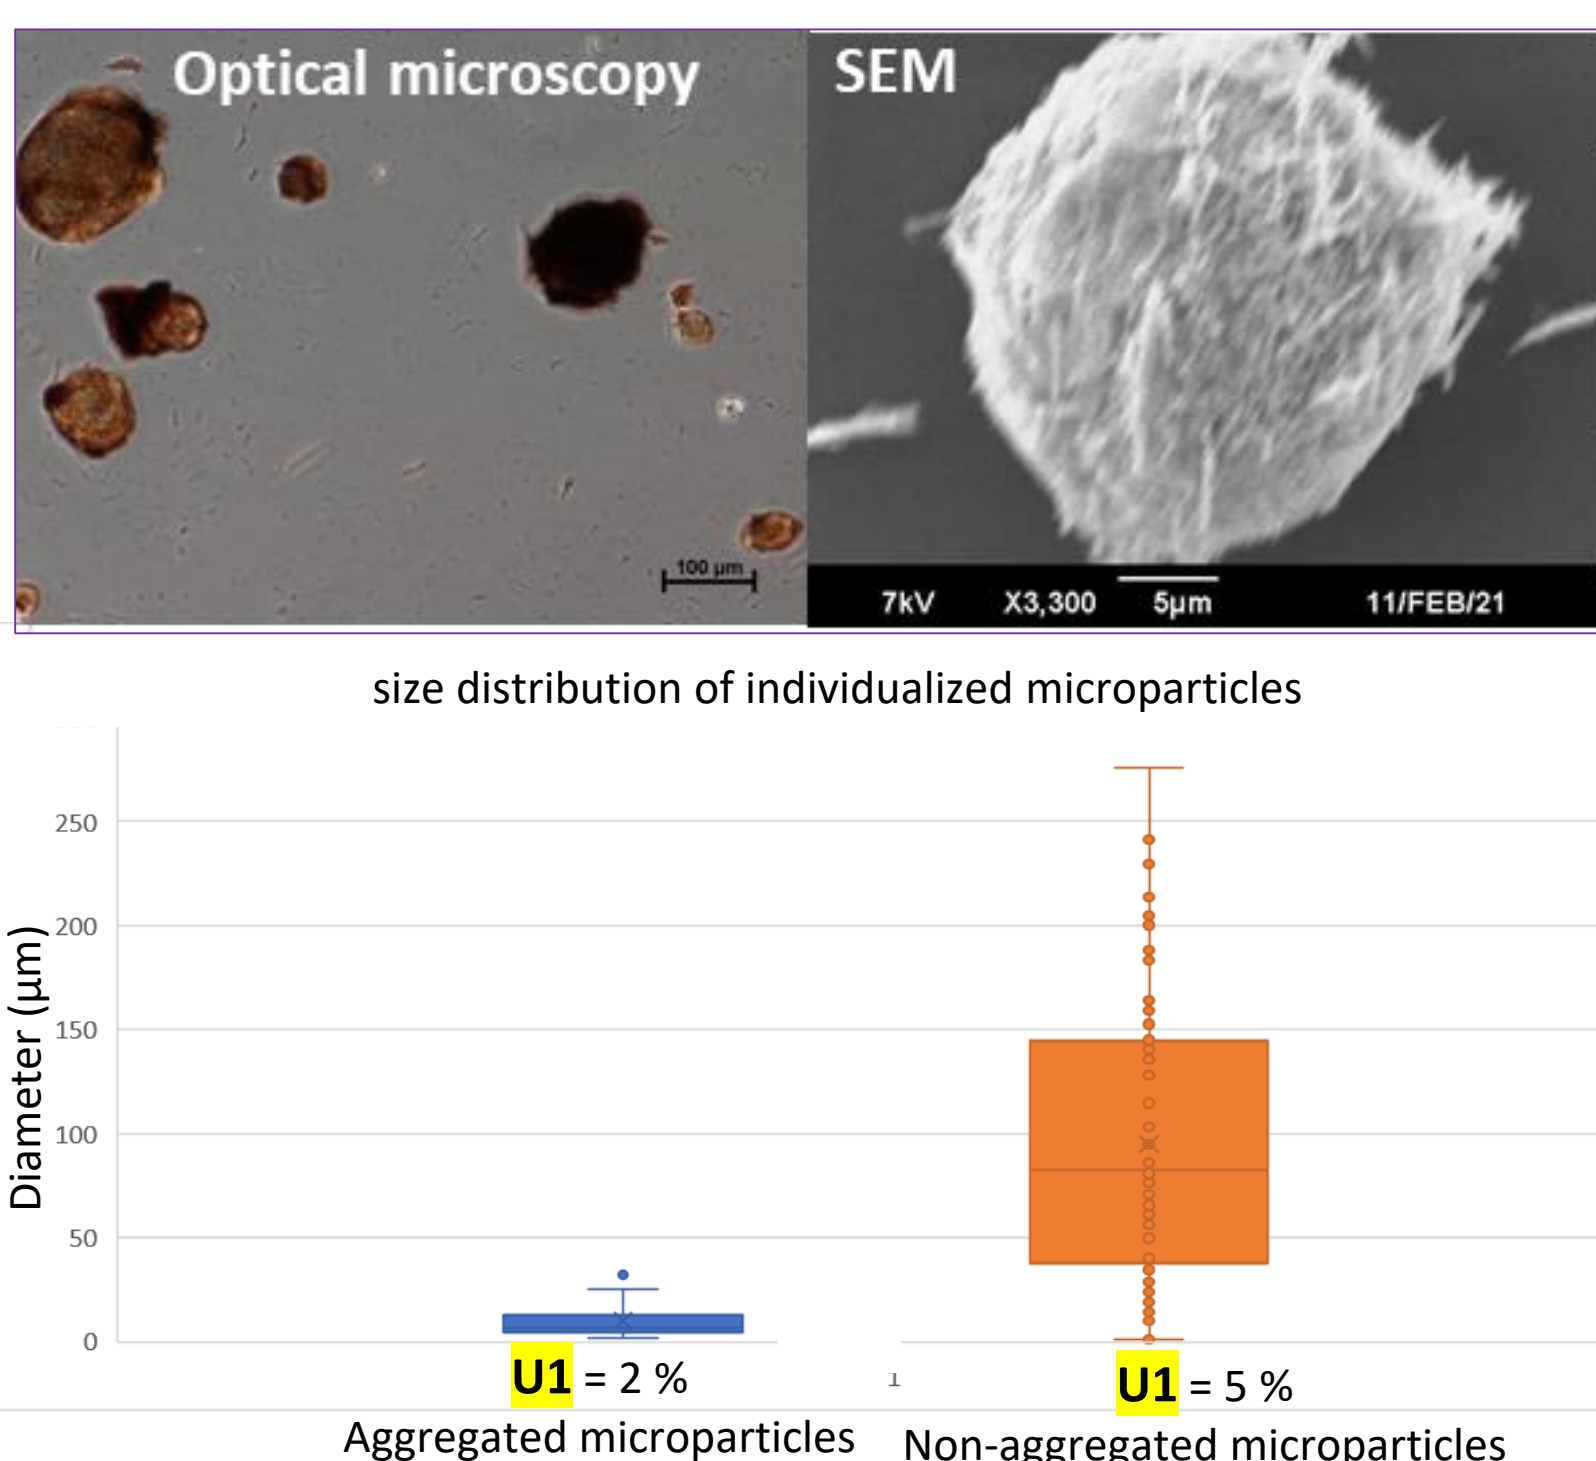 Optical microscopy
SEM
100 µm
7kV X3,300 5µm 11/FEB/21
size distribution of individualized microparticles
Diameter (µm)
250
200
150
100
50
0
U1 = 2 %
1
U1 = 5 %
Aggregated microparticles
Non-aggregated microparticles